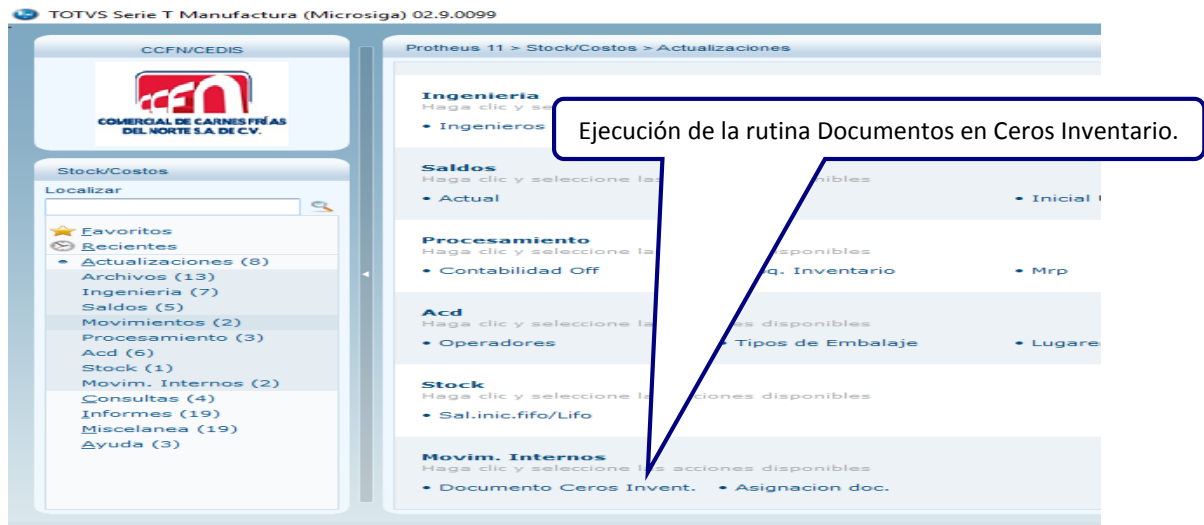 TOTVS Serie T Manufactura (Microsiga) 02.9.0099
CCFN/CEDIS
CCFN
COMERCIAL DE CARNES FRÍAS
DEL NORTE S.A. DE C.V.
Stock/Costos
Localizar
Favoritos
Recientes
Actualizaciones (8)
Archivos (13)
Ingenieria (7)
Saldos (5)
Movimientos (2)
Procesamiento (3)
Acd (6)
Stock (1)
Movim. Internos (2)
Consultas (4)
Informes (19)
Miscelanea (19)
Ayuda (3)
Protheus 11 > Stock/Costos > Actualizaciones
Ejecución de la rutina Documentos en Ceros Inventario.
Ingenieria
Haga clic y
• Ingenieros
Saldos
Haga clic y seleccione las
• Actual • Inicial
Procesamiento
Haga clic y seleccione la disponibles
• Contabilidad Off Inventario • Mrp
Acd
Haga clic y seleccione la disponibles
• Operadores • Tipos de Embalaje
Stock
Haga clic y seleccione la disponibles
• Sal.inic.fifo/Lifo
Movim. Internos
Haga clic y seleccione las acciones disponibles
• Documento Ceros Invent. • Asignacion doc.